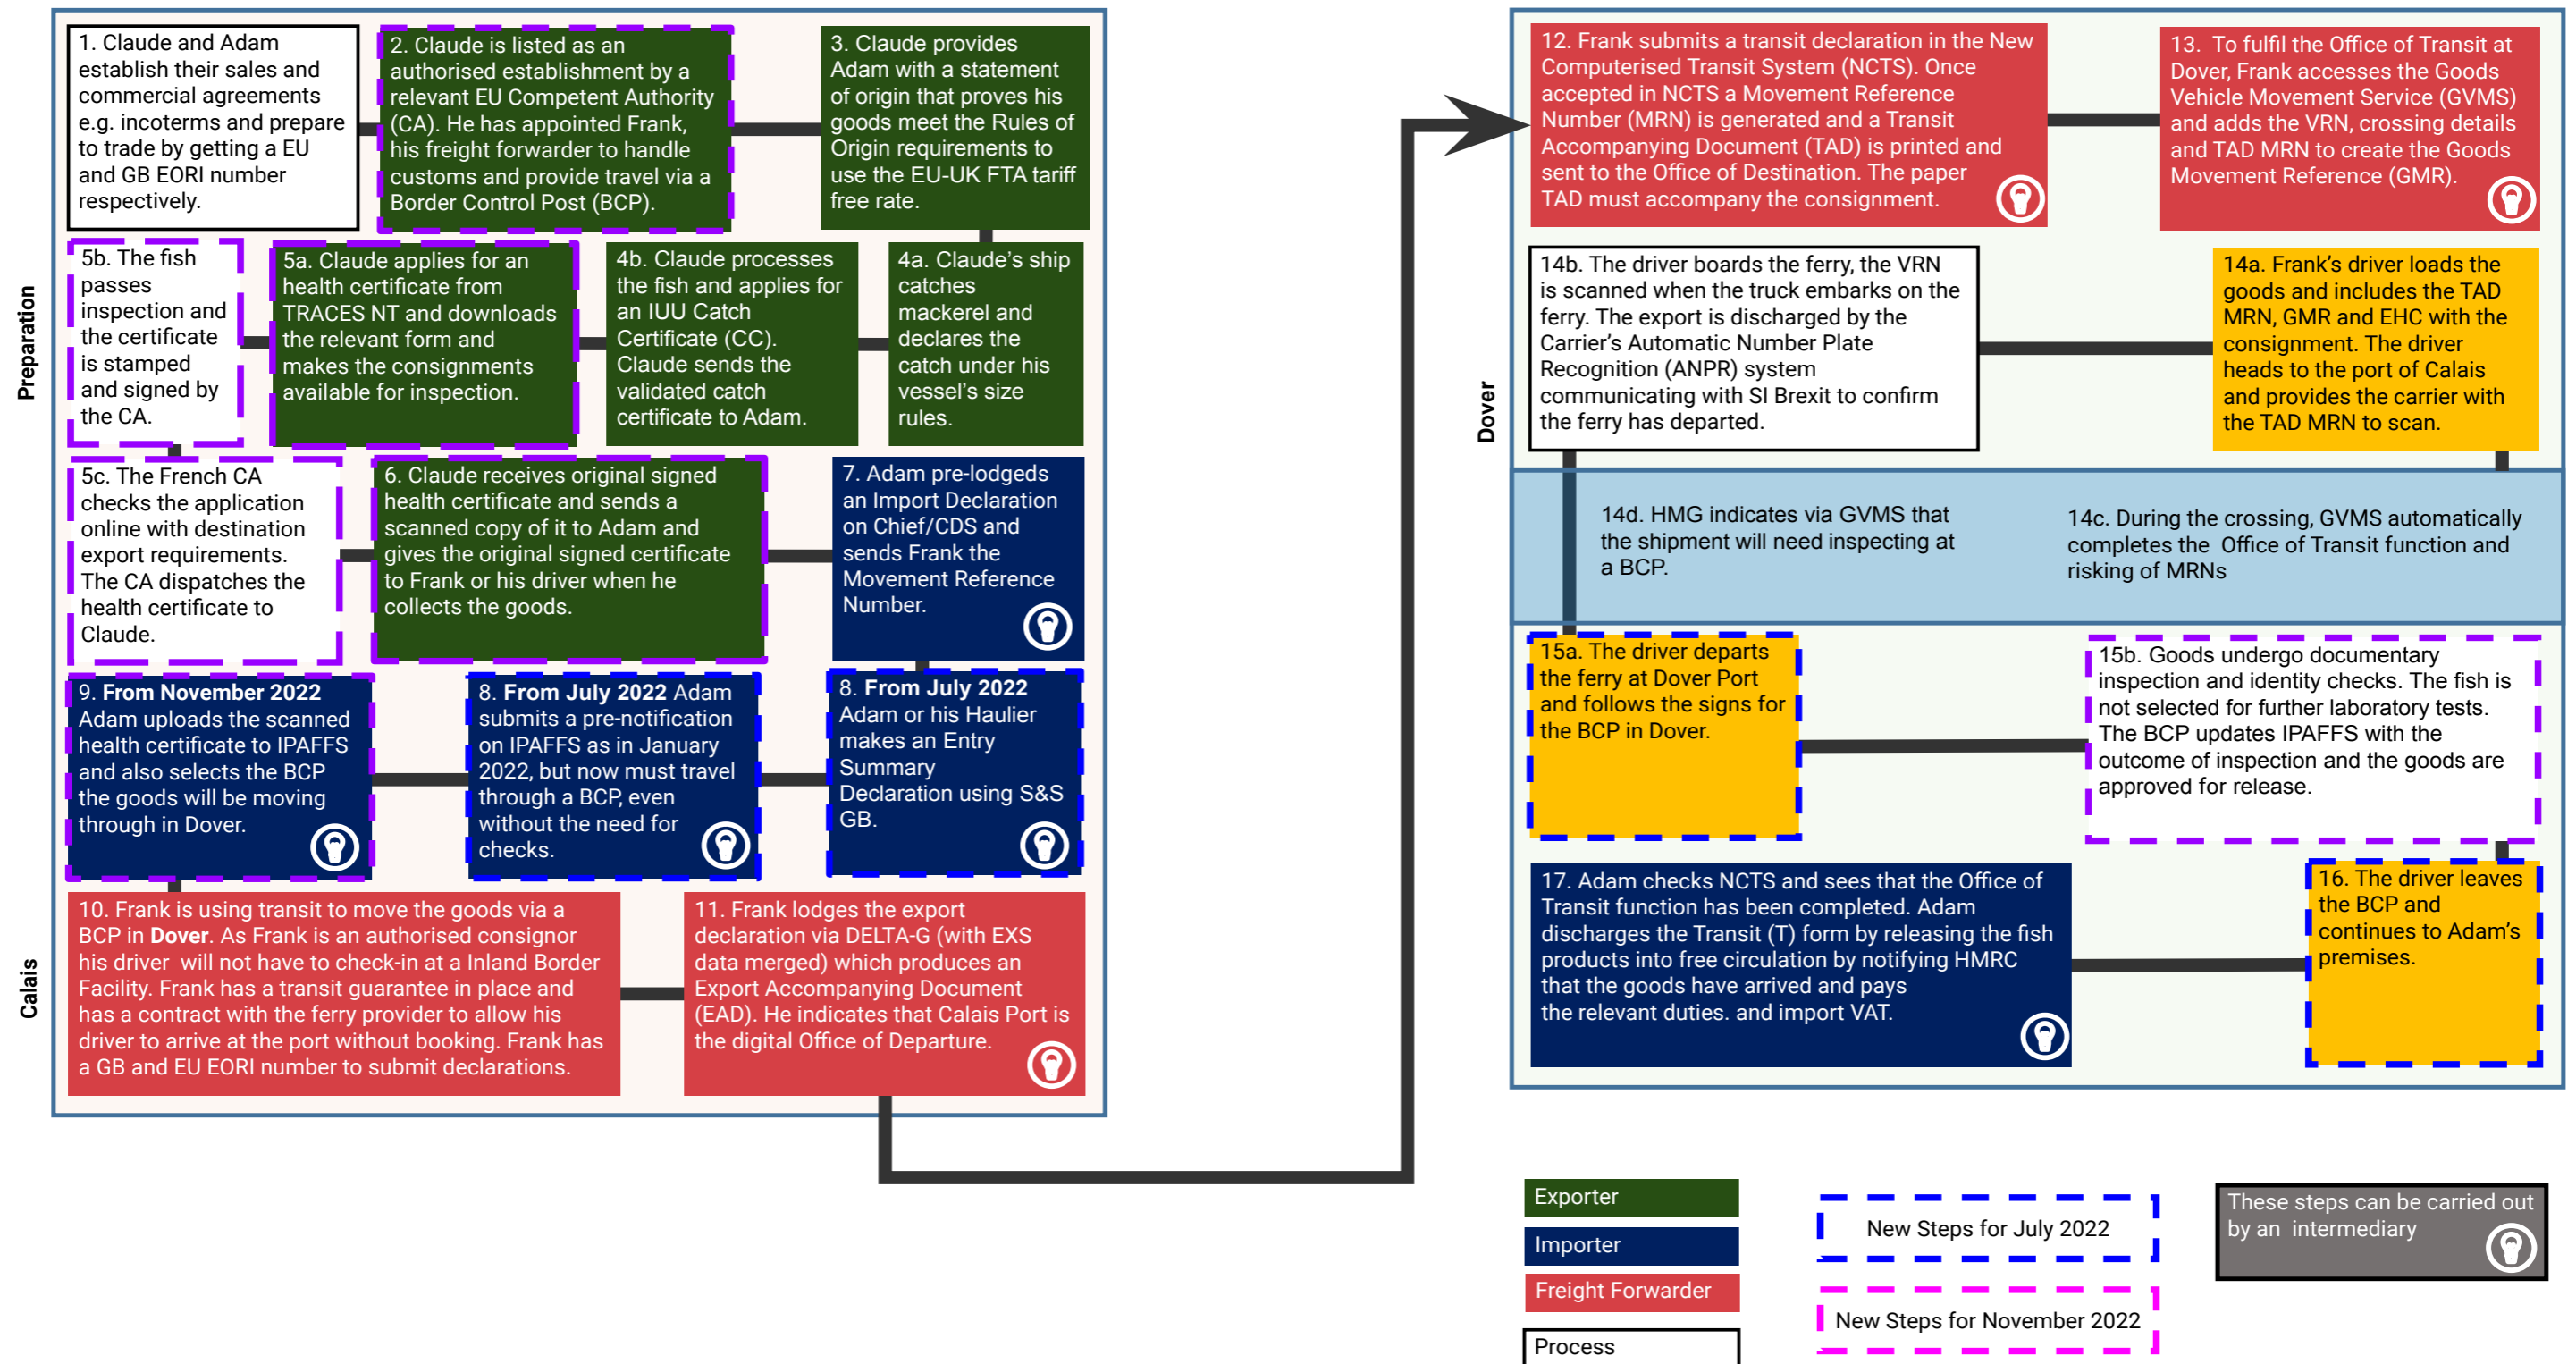 1. Claude and Adam
establish their sales and
commercial agreements
e.g. incoterms and prepare
to trade by getting a EU
and GB EORI number
respectively.
2. Claude is listed as an
authorised establishment by a
relevant EU Competent Authority
(CA). He has appointed Frank,
his freight forwarder to handle
customs and provide travel via a
Border Control Post (BCP).
3. Claude provides
Adam with a statement
of origin that proves his
goods meet the Rules of
Origin requirements to
use the EU-UK FTA tariff
free rate.
Preparation
5b. The fish
passes
inspection and
the certificate
is stamped
and signed by
the CA.
5a. Claude applies for an
health certificate from
TRACES NT and downloads
the relevant form and
makes the consignments
available for inspection.
4b. Claude processes
the fish and applies for
an IUU Catch
Certificate (CC).
Claude sends the
validated catch
certificate to Adam.
4a. Claude's ship
catches
mackerel and
declares the
catch under his
vessel's size
rules.
5c. The French CA
checks the application
online with destination
export requirements.
The CA dispatches the
health certificate to
Claude.
6. Claude receives original signed
health certificate and sends a
scanned copy of it to Adam and
gives the original signed certificate
to Frank or his driver when he
collects the goods.
7. Adam pre-lodgeds
an Import Declaration
on Chief/CDS and
sends Frank the
Movement Reference
Number.
9. From November 2022
Adam uploads the scanned
health certificate to IPAFFS
and also selects the BCP
the goods will be moving
through in Dover.
8. From July 2022 Adam
submits a pre-notification
on IPAFFS as in January
2022, but now must travel
through a BCP, even
without the need for
checks.
8. From July 2022
Adam or his Haulier
makes an Entry
Summary
Declaration using S&S
GB.
Calais
10. Frank is using transit to move the goods via a
BCP in Dover. As Frank is an authorised consignor
his driver  will not have to check-in at a Inland Border
Facility. Frank has a transit guarantee in place and
has a contract with the ferry provider to allow his
driver to arrive at the port without booking. Frank has
a GB and EU EORI number to submit declarations.
11. Frank lodges the export
declaration via DELTA-G (with EXS
data merged) which produces an
Export Accompanying Document
(EAD). He indicates that Calais Port is
the digital Office of Departure.
12. Frank submits a transit declaration in the New
Computerised Transit System (NCTS). Once
accepted in NCTS a Movement Reference
Number (MRN) is generated and a Transit
Accompanying Document (TAD) is printed and
sent to the Office of Destination. The paper
TAD must accompany the consignment.
13.  To fulfil the Office of Transit at
Dover, Frank accesses the Goods
Vehicle Movement Service (GVMS)
and adds the VRN, crossing details
and TAD MRN to create the Goods
Movement Reference (GMR).
Dover
14b. The driver boards the ferry, the VRN
is scanned when the truck embarks on the
ferry. The export is discharged by the
Carrier's Automatic Number Plate
Recognition (ANPR) system
communicating with SI Brexit to confirm
the ferry has departed.
14a. Frank's driver loads the
goods and includes the TAD
MRN, GMR and EHC with the
consignment. The driver
heads to the port of Calais
and provides the carrier with
the TAD MRN to scan.
14d. HMG indicates via GVMS that
the shipment will need inspecting at
a BCP.
14c. During the crossing, GVMS automatically
completes the  Office of Transit function and
risking of MRNs
15a. The driver departs
the ferry at Dover Port
and follows the signs for
the BCP in Dover.
15b. Goods undergo documentary
inspection and identity checks. The fish is
not selected for further laboratory tests.
The BCP updates IPAFFS with the
outcome of inspection and the goods are
approved for release.
17. Adam checks NCTS and sees that the Office of
Transit function has been completed. Adam
discharges the Transit (T) form by releasing the fish
products into free circulation by notifying HMRC
that the goods have arrived and pays
the relevant duties. and import VAT.
16. The driver leaves
the BCP and
continues to Adam's
premises.
Exporter
Importer
Freight Forwarder
Process
New Steps for July 2022
New Steps for November 2022
These steps can be carried out
by an  intermediary